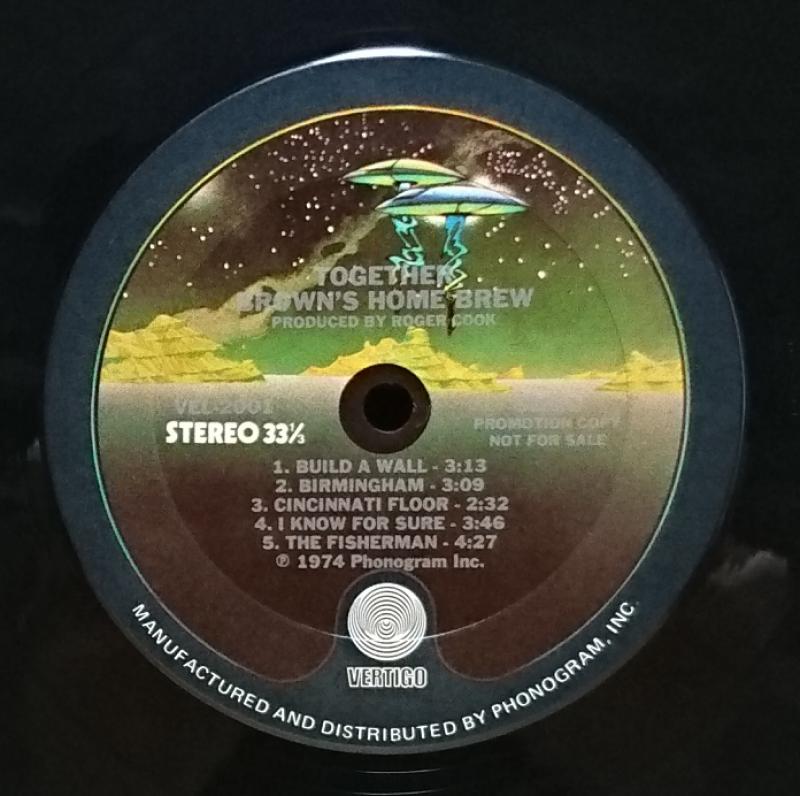 TOGETHER
BROWN'S HOME BREW
PRODUCED BY ROGER COOK
VEL-2001
STEREO 33⅓
PROMOTION COPY
NOT FOR SALE
1. BUILD A WALL - 3:13
2. BIRMINGHAM - 3:09
3. CINCINNATI FLOOR - 2:32
4. I KNOW FOR SURE - 3:46
5. THE FISHERMAN - 4:27
℗ 1974 Phonogram Inc.
VERTIGO
MANUFACTURED AND DISTRIBUTED BY PHONOGRAM, INC.